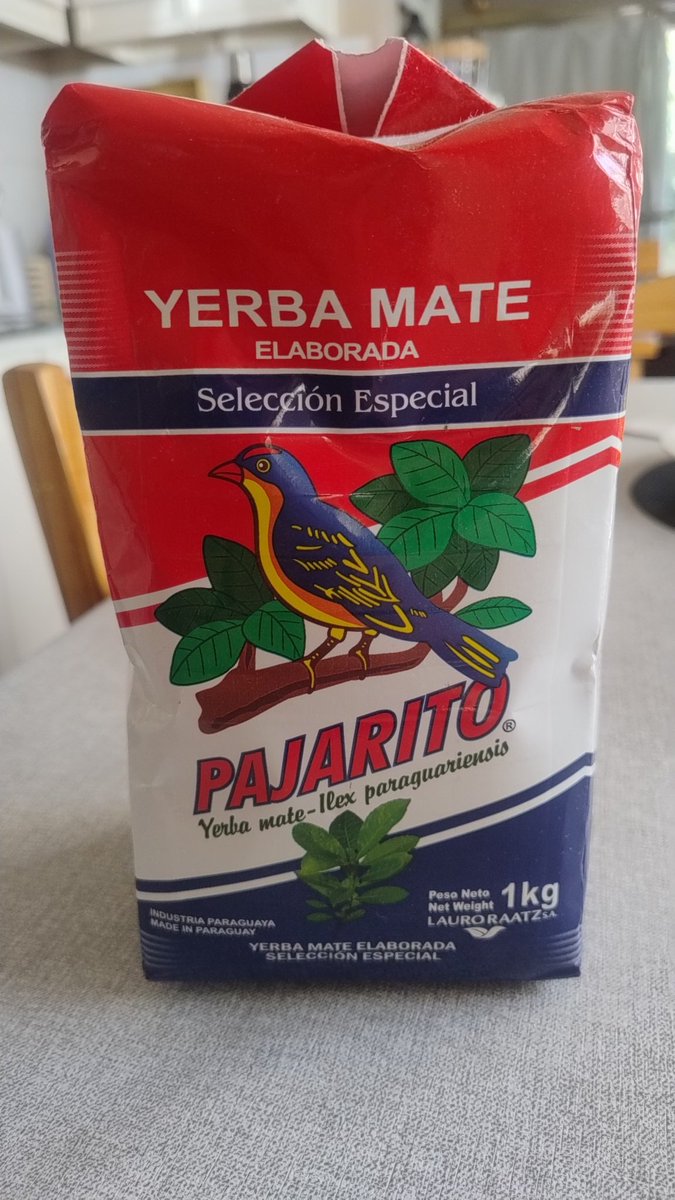 YERBA MATE
ELABORADA
Selección Especial
PAJARITO®
Yerba mate-Ilex paraguariensis
INDUSTRIA PARAGUAYA
MADE IN PARAGUAY
Peso Neto
Net Weight 1kg
LAURO RAATZ S.A.
YERBA MATE ELABORADA
SELECCIÓN ESPECIAL